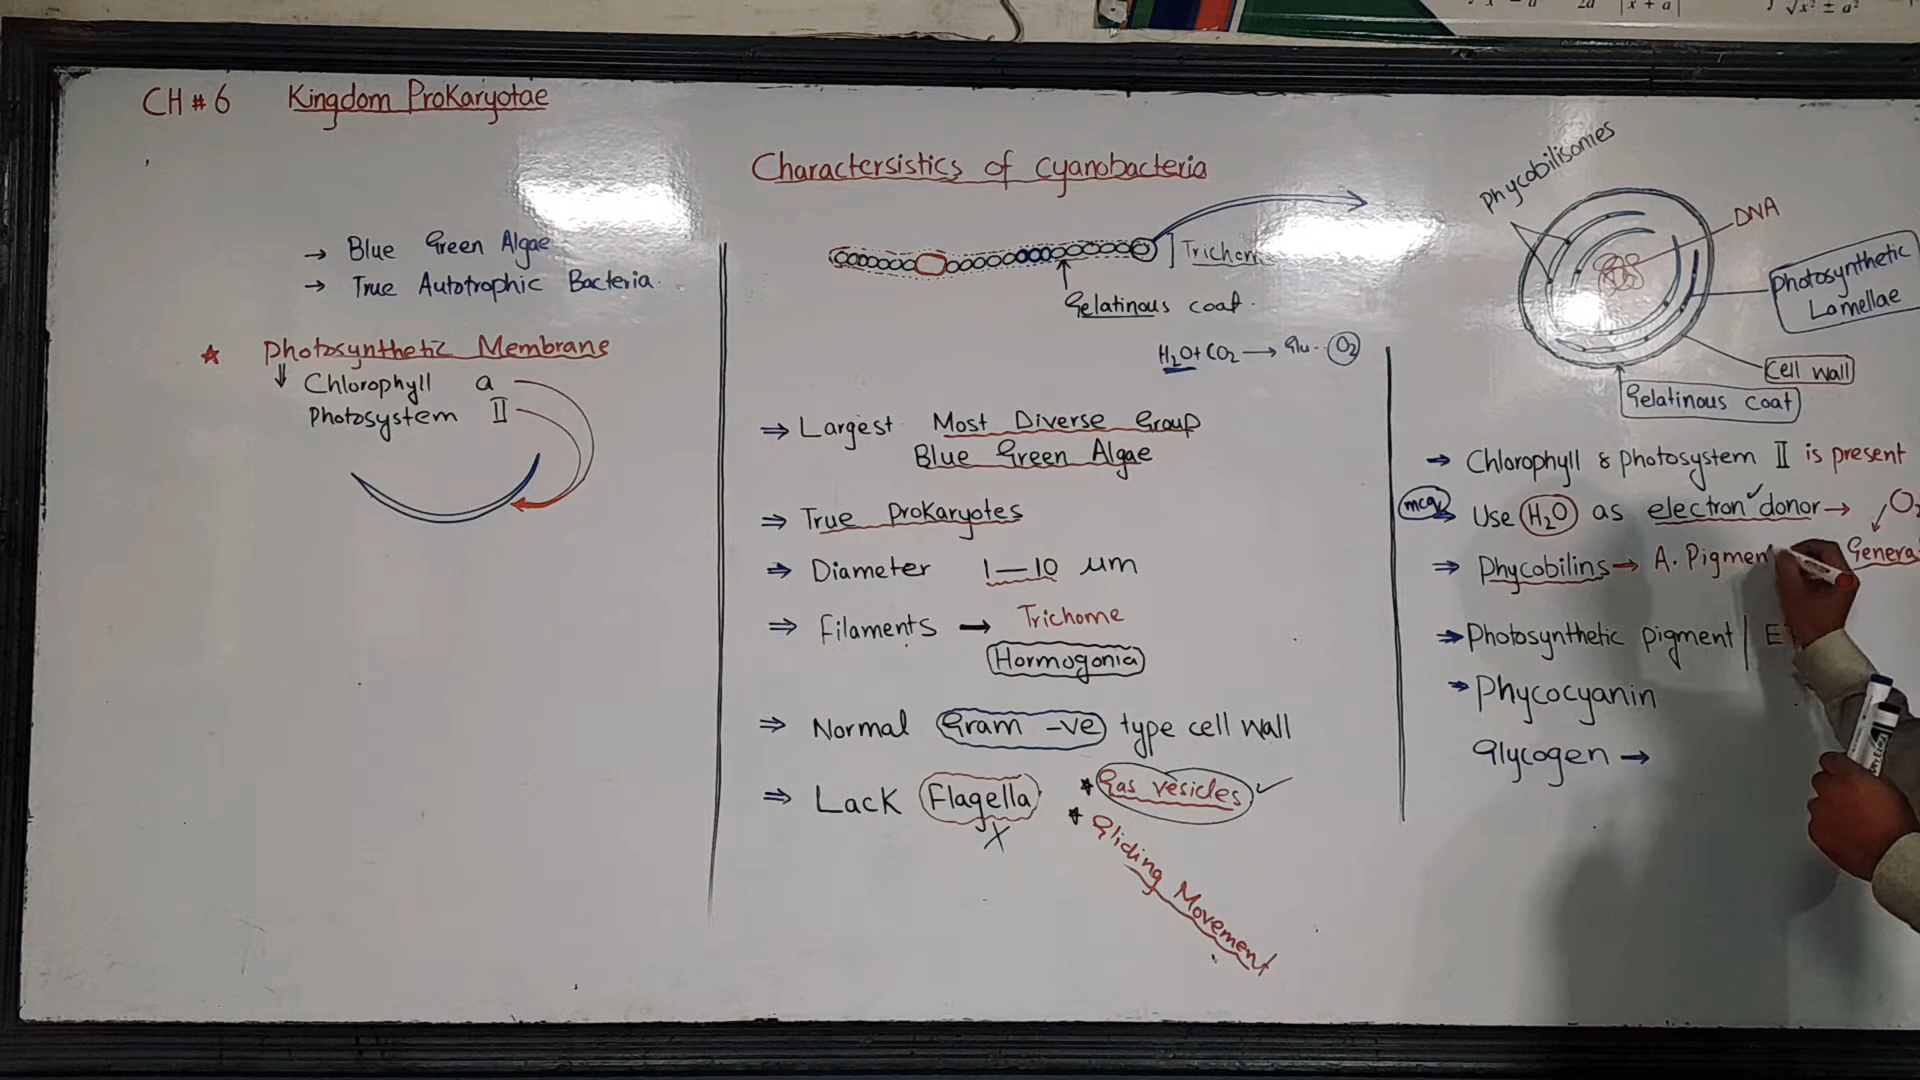 CH # 6 Kingdom Prokaryotae
Charactersistics of cyanobacteria
→ Blue Green Algae
→ True Autotrophic Bacteria.
★ Photosynthetic Membrane
↓ Chlorophyll a
Photosystem II
Trichom
Gelatinous coat.
H₂O + CO₂ → Glu.. O₂
⇒ Largest Most Diverse Group
Blue Green Algae
⇒ True Prokaryotes
⇒ Diameter 1—10 um
⇒ Filaments → Trichome
Hormogonia
⇒ Normal Gram -ve type cell wall
⇒ Lack Flagella X
* Gas vesicles ✓
* Gliding Movement
Phycobilisomes
DNA
Photosynthetic
Lamellae
Cell Wall
Gelatinous coat
→ Chlorophyll & photosystem II is present
mcq Use H₂O as electron donor → O₂
Genera
⇒ Phycobilins → A. Pigmen
→ Photosynthetic pigment |
→ Phycocyanin
Glycogen →